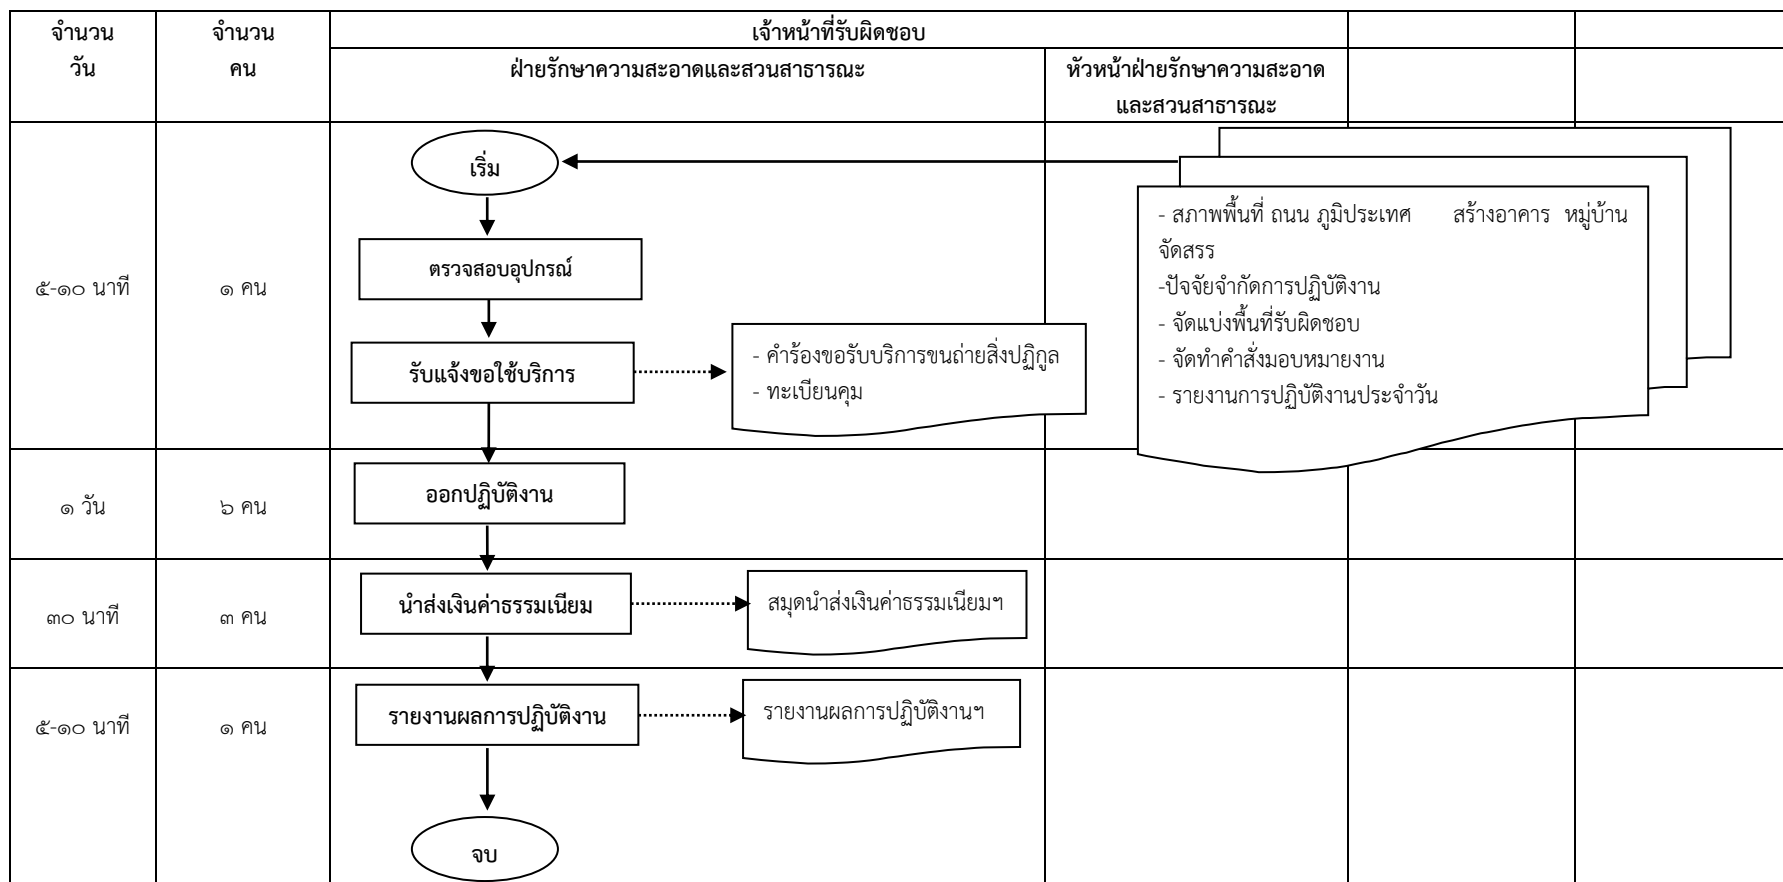 จำนวน
วัน
จำนวน
คน
เจ้าหน้าที่รับผิดชอบ
ฝ่ายรักษาความสะอาดและสวนสาธารณะ
หัวหน้าฝ่ายรักษาความสะอาด
และสวนสาธารณะ
เริ่ม
- สภาพพื้นที่ ถนน ภูมิประเทศ สร้างอาคาร หมู่บ้าน
จัดสรร
-ปัจจัยจำกัดการปฏิบัติงาน
- จัดแบ่งพื้นที่รับผิดชอบ
- จัดทำคำสั่งมอบหมายงาน
- รายงานการปฏิบัติงานประจำวัน
ตรวจสอบอุปกรณ์
๕-๑๐ นาที
๑ คน
รับแจ้งขอใช้บริการ
- คำร้องขอรับบริการขนถ่ายสิ่งปฏิกูล
- ทะเบียนคุม
๑ วัน
๖ คน
ออกปฏิบัติงาน
๓๐ นาที
๓ คน
นำส่งเงินค่าธรรมเนียม
สมุดนำส่งเงินค่าธรรมเนียมฯ
๕-๑๐ นาที
๑ คน
รายงานผลการปฏิบัติงาน
รายงานผลการปฏิบัติงานฯ
จบ